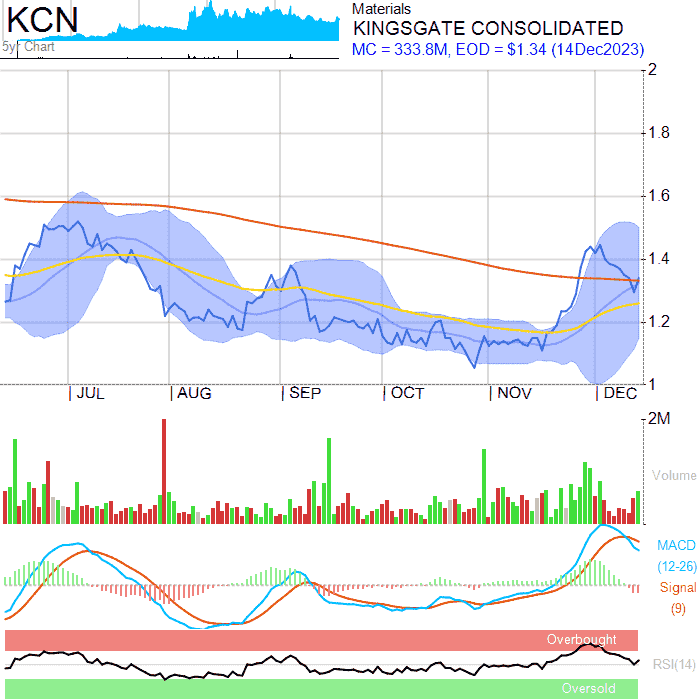 KCN
5yr Chart
Materials
KINGSGATE CONSOLIDATED
MC = 333.8M, EOD = $1.34 (14Dec2023)
2
1.8
1.6
1.4
1.2
1
JUL AUG SEP OCT NOV DEC
2M
Volume
MACD
(12-26)
Signal
(9)
Overbought
RSI(14)
Oversold